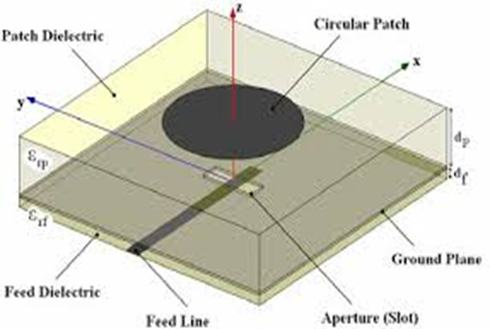 z
Circular Patch
Patch Dielectric
x
y
dp
εrp
df
εrf
Ground Plane
Feed Dielectric
Feed Line
Aperture (Slot)